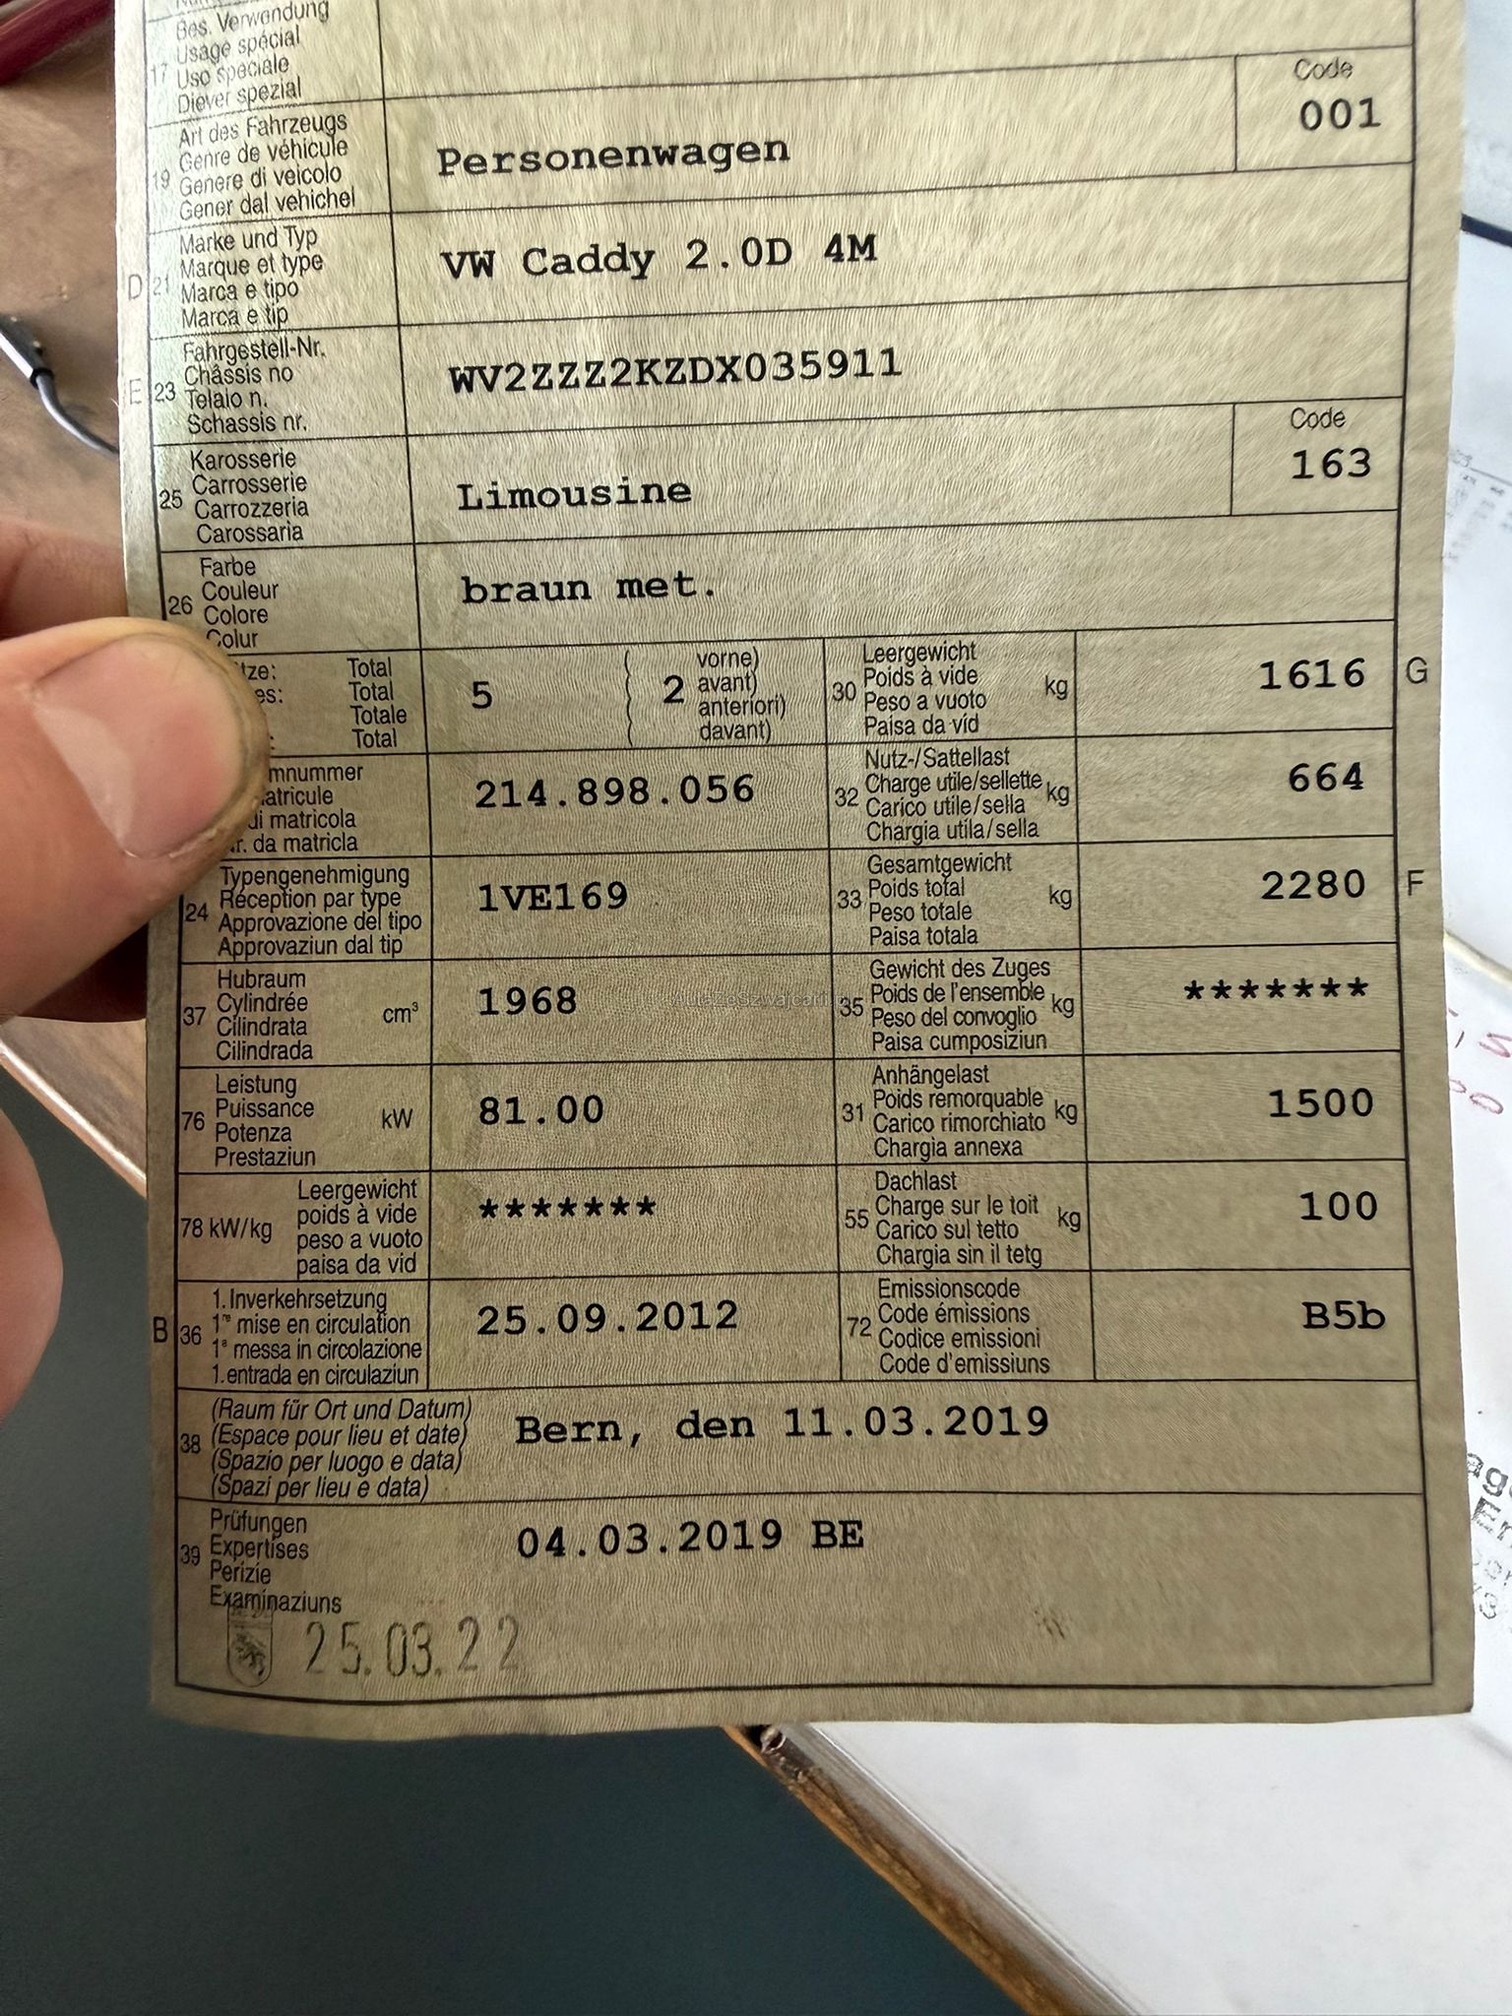 Bes. Verwendung
Usage spécial
17 Uso speciale
Diever spezial
Code
001
Art des Fahrzeugs
Genre de véhicule
19 Genere di veicolo
Gener dal vehichel
Personenwagen
Marke und Typ
Marque et type
D 21 Marca e tipo
Marca e tip
VW Caddy 2.0D 4M
Fahrgestell-Nr.
Châssis no
E 23 Telaio n.
Schassis nr.
WV2ZZZ2KZDX035911
Karosserie
Carrosserie
25 Carrozzeria
Carossaria
Limousine
Code
163
Farbe
Couleur
26 Colore
Colur
braun met.
Total
Total
Totale
Total
5
2
vorne)
avant)
anteriori)
davant)
Leergewicht
Poids à vide
30 Peso a vuoto kg
Paisa da vid
1616 G
di matricola
da matricla
214.898.056
Nutz-/Sattellast
Charge utile/sellette
32 Carico utile/sella kg
Chargia utila/sella
664
Typengenehmigung
Réception par type
24 Approvazione del tipo
Approvaziun dal tip
1VE169
Gesamtgewicht
Poids total
33 Peso totale kg
Paisa totala
2280 F
Hubraum
Cylindrée
37 Cilindrata cm³
Cilindrada
1968
AutaZeSzwajcarii
Gewicht des Zuges
Poids de l'ensemble
35 Peso del convoglio kg
Paisa cumposiziun
*******
Leistung
Puissance
76 Potenza kW
Prestaziun
81.00
Anhängelast
Poids remorquable
31 Carico rimorchiato kg
Chargia annexa
1500
Leergewicht
poids à vide
78 kW/kg peso a vuoto
paisa da vid
*******
Dachlast
Charge sur le toit
55 Carico sul tetto kg
Chargia sin il tetg
100
1. Inverkehrsetzung
1re mise en circulation
B 36 1a messa in circolazione
1. entrada en circulaziun
25.09.2012
Emissionscode
Code émissions
72 Codice emissioni
Code d'emissiuns
B5b
(Raum für Ort und Datum)
(Espace pour lieu et date)
38 (Spazio per luogo e data)
(Spazi per lieu e data)
Bern, den 11.03.2019
Prüfungen
39 Expertises
Perizie
Examinaziuns
04.03.2019 BE
25.03.22